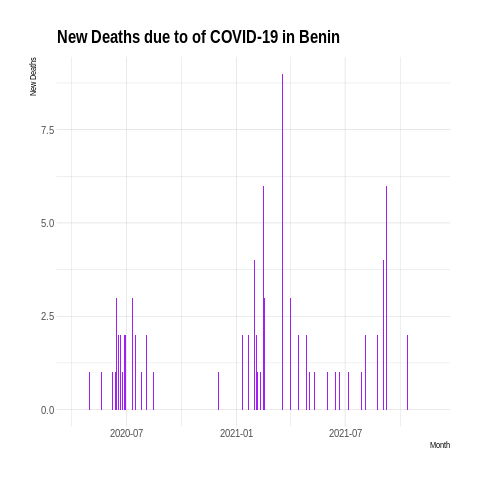 New Deaths due to of COVID-19 in Benin
New Deaths
7.5
5.0
2.5
0.0
2020-07 2021-01 2021-07
Month